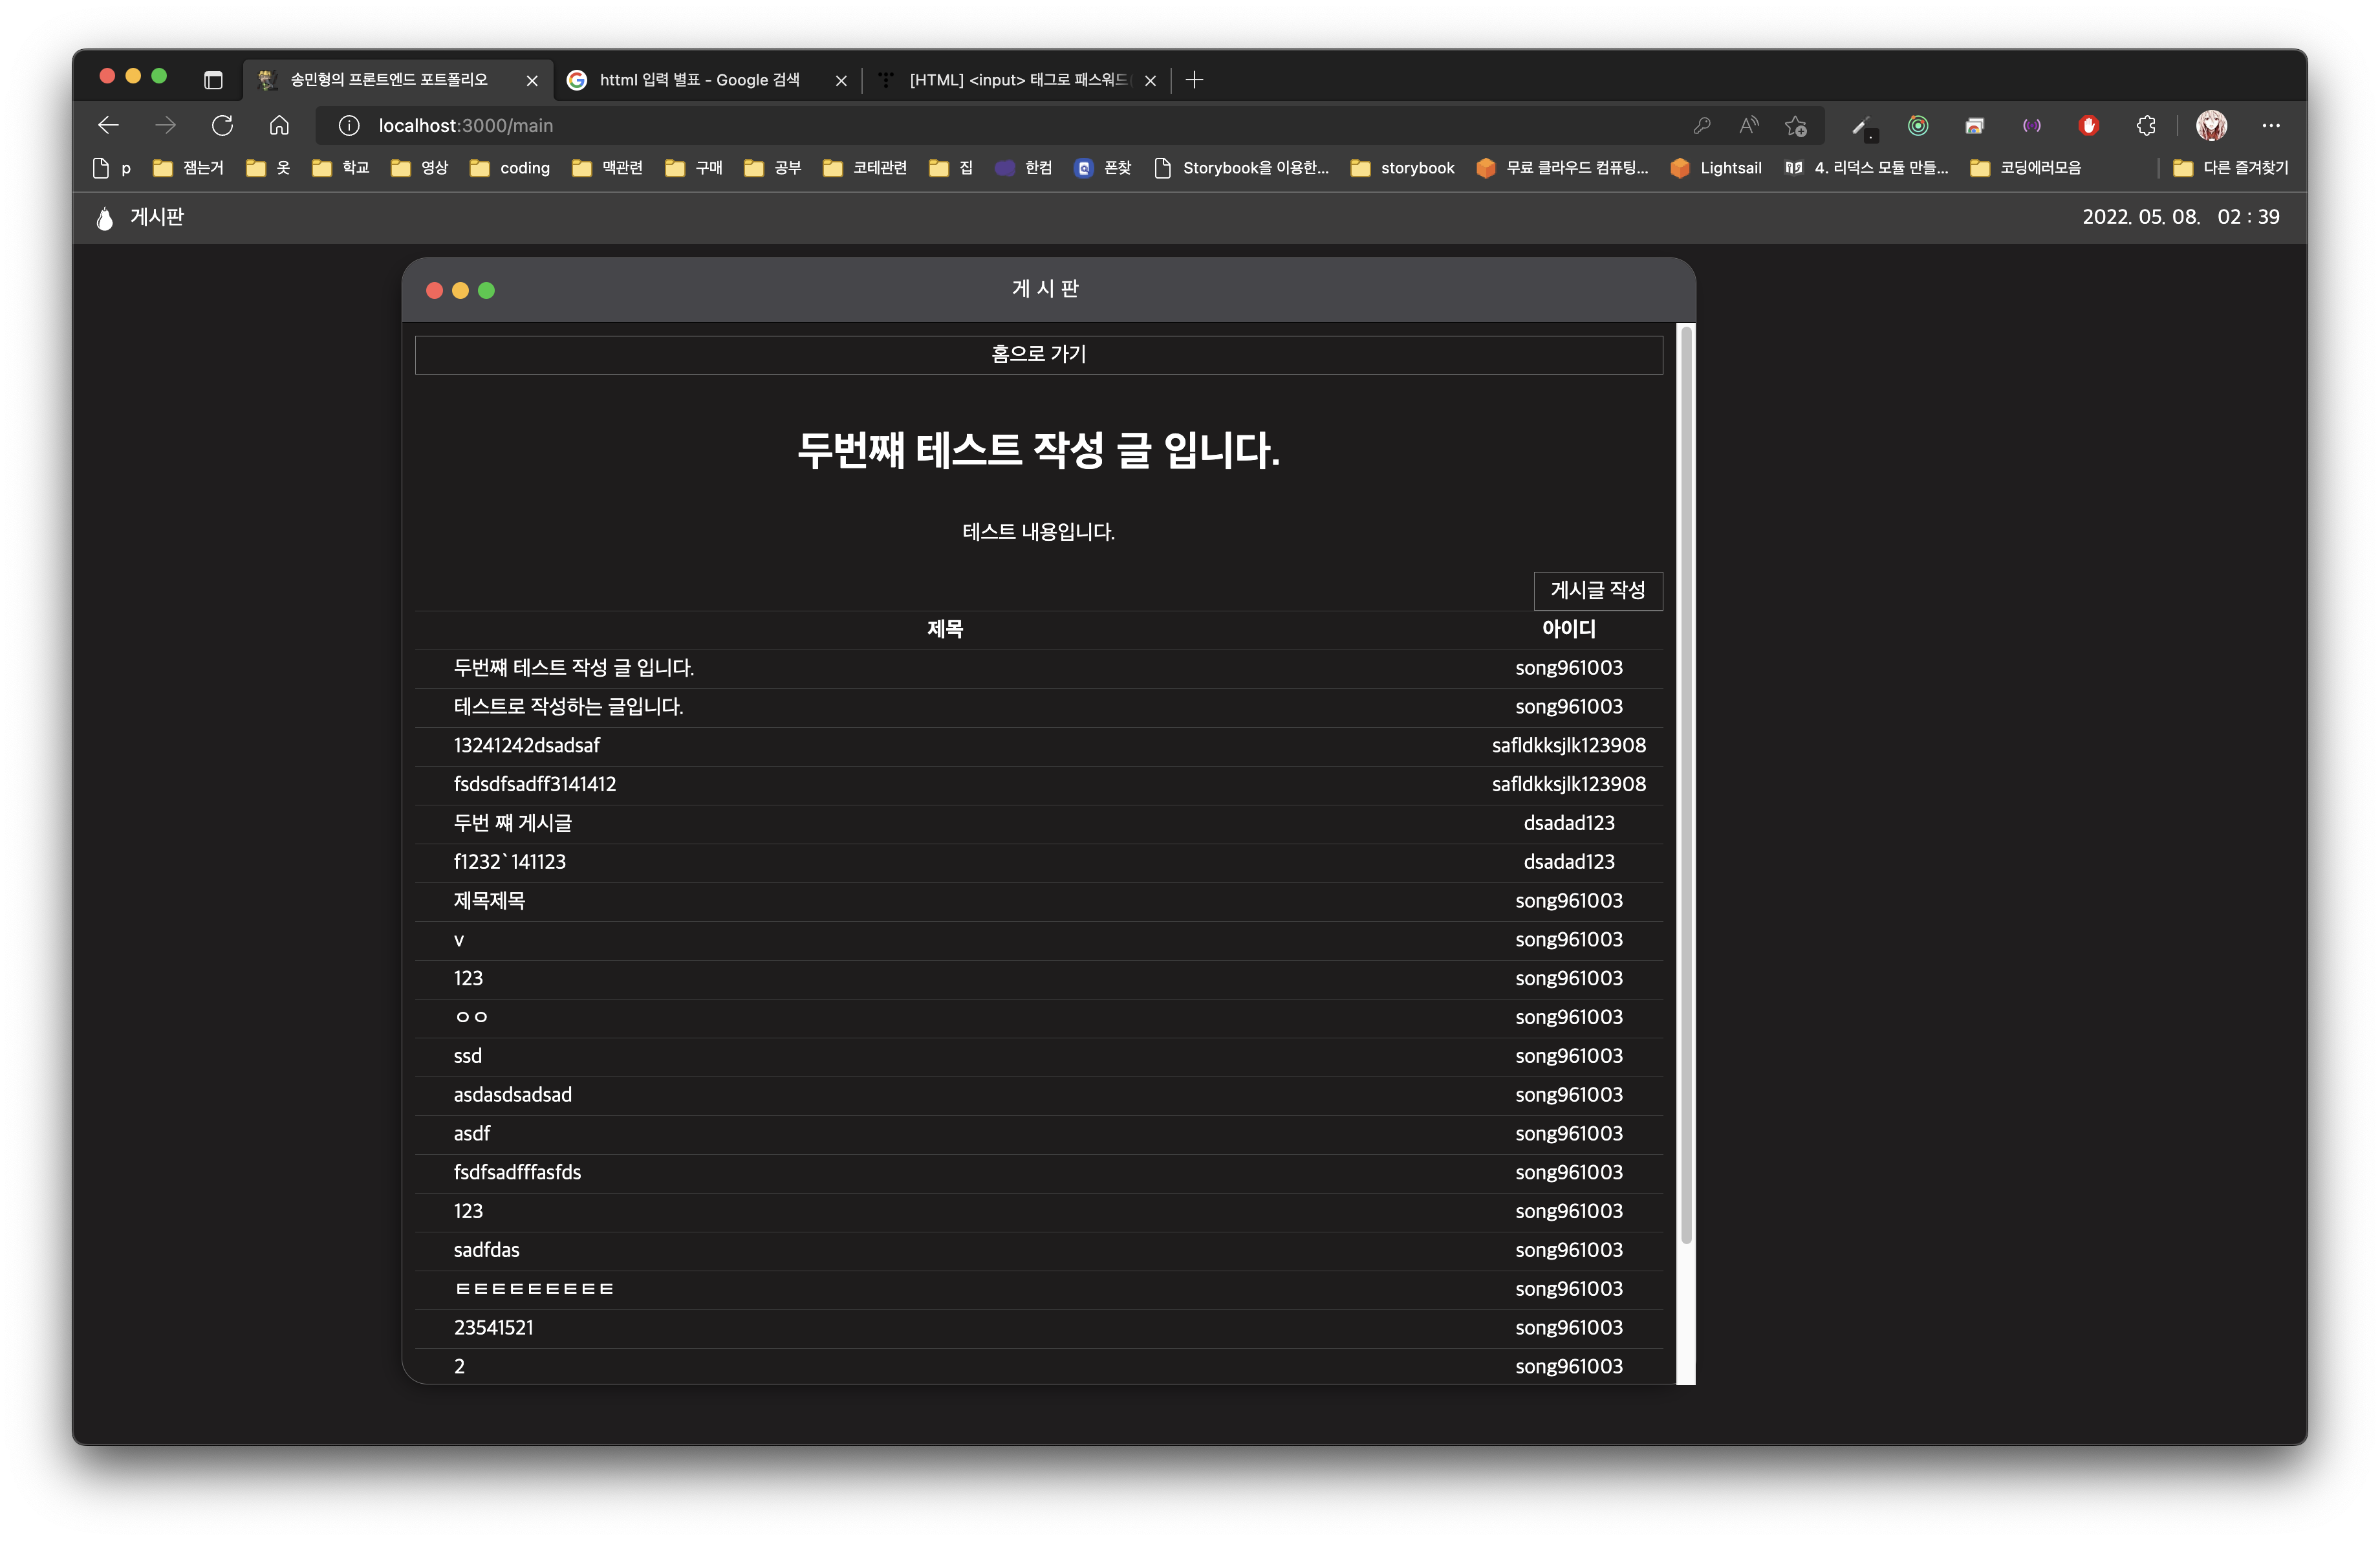 송민형의 프론트엔드 포트폴리오
httml 입력 별표 - Google 검색
[HTML] <input> 태그로 패스워드
localhost:3000/main
p 잼는거 옷 학교 영상 coding 맥관련 구매 공부 코테관련 집 한컴 폰찾 Storybook을 이용한... storybook 무료 클라우드 컴퓨팅... Lightsail 4. 리덕스 모듈 만들... 코딩에러모음 다른 즐겨찾기
게시판 2022. 05. 08. 02 : 39
게 시 판
홈으로 가기
두번쨰 테스트 작성 글 입니다.
테스트 내용입니다.
게시글 작성
제목 아이디
두번쨰 테스트 작성 글 입니다. song961003
테스트로 작성하는 글입니다. song961003
13241242dsadsaf safldkksjlk123908
fsdsdfsadff3141412 safldkksjlk123908
두번 쨰 게시글 dsadad123
f1232`141123 dsadad123
제목제목 song961003
v song961003
123 song961003
ㅇㅇ song961003
ssd song961003
asdasdsadsad song961003
asdf song961003
fsdfsadfffasfds song961003
123 song961003
sadfdas song961003
ㅌㅌㅌㅌㅌㅌㅌㅌㅌ song961003
23541521 song961003
2 song961003